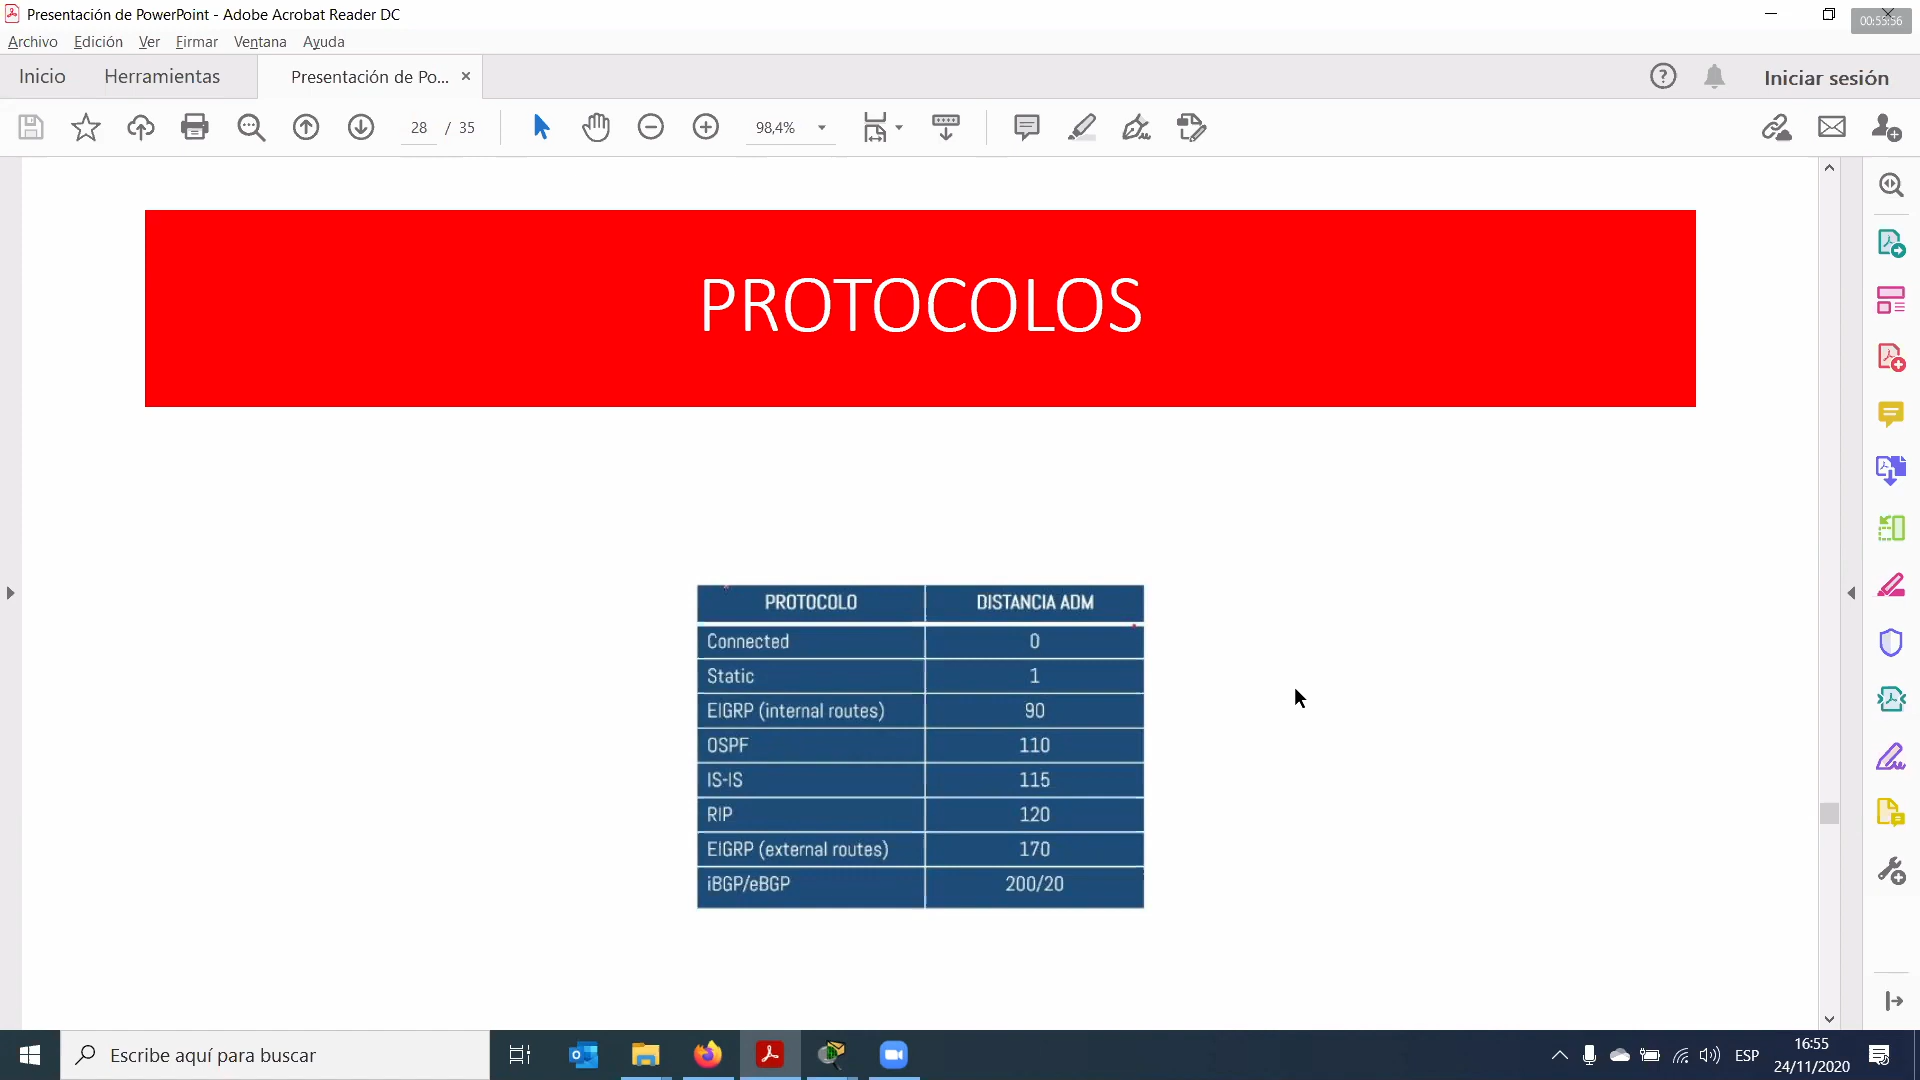 Presentación de PowerPoint - Adobe Acrobat Reader DC
00:55:56
Archivo Edición Ver Firmar Ventana Ayuda
Inicio Herramientas Presentación de Po... × Iniciar sesión
28 / 35 98,4%
PROTOCOLOS
PROTOCOLO DISTANCIA ADM
Connected 0
Static 1
EIGRP (internal routes) 90
OSPF 110
IS-IS 115
RIP 120
EIGRP (external routes) 170
iBGP/eBGP 200/20
Escribe aquí para buscar
ESP
16:55
24/11/2020